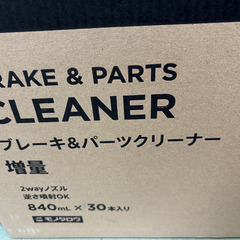 RAKE & PARTS
CLEANER
ブレーキ&パーツクリーナー
増量
2wayノズル
逆さ噴射OK
840mL×30本入り
モノタロウ